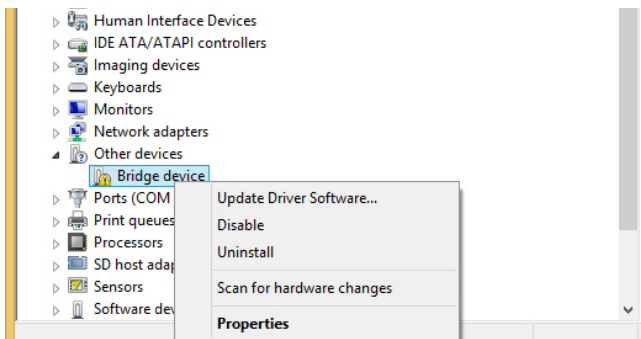 Human Interface Devices
IDE ATA/ATAPI controllers
Imaging devices
Keyboards
Monitors
Network adapters
Other devices
Bridge device
Ports (COM
Print queues
Processors
SD host adap
Sensors
Software dev
Update Driver Software...
Disable
Uninstall
Scan for hardware changes
Properties